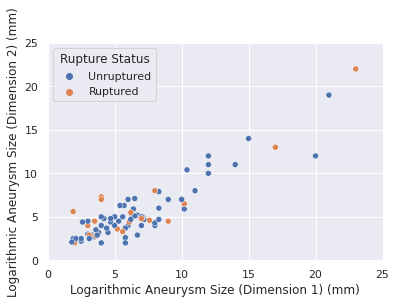 Logarithmic Aneurysm Size (Dimension 2) (mm)
25
20
15
10
5
0
Rupture Status
Unruptured
Ruptured
0 5 10 15 20 25
Logarithmic Aneurysm Size (Dimension 1) (mm)